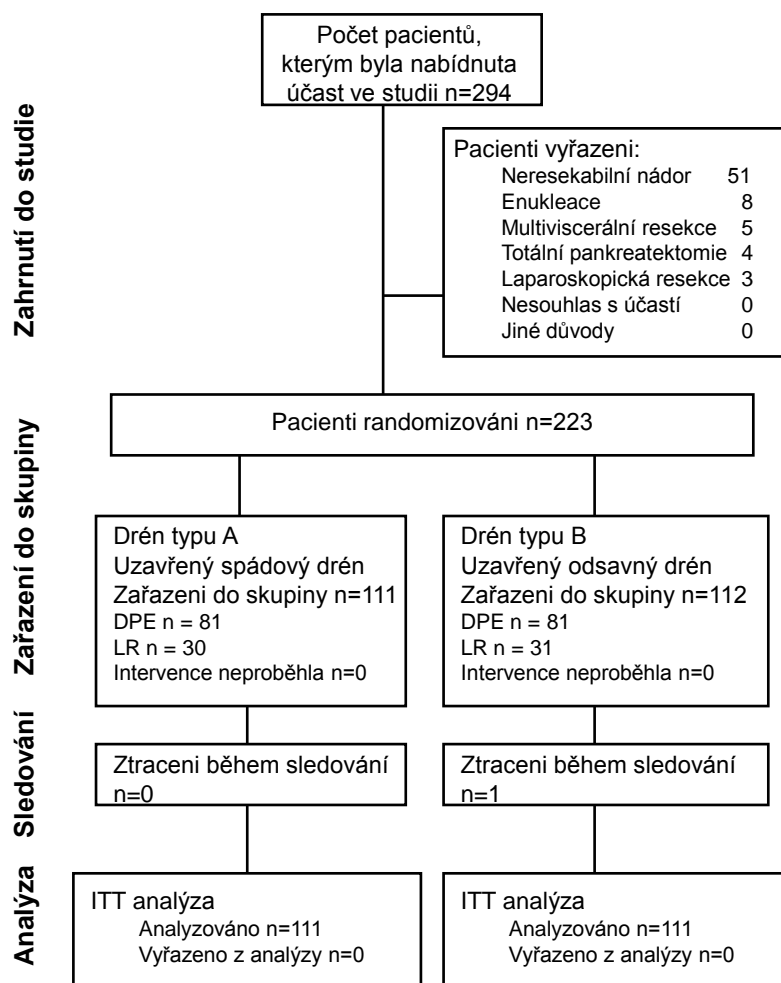 Počet pacientů,
kterým byla nabídnuta
účast ve studii n=294
Zahrnutí do studie
Pacienti vyřazeni:
Neresekabilní nádor 51
Enukleace 8
Multiviscerální resekce 5
Totální pankreatektomie 4
Laparoskopická resekce 3
Nesouhlas s účastí 0
Jiné důvody 0
Pacienti randomizováni n=223
Zařazení do skupiny
Drén typu A
Uzavřený spádový drén
Zařazeni do skupiny n=111
DPE n = 81
LR n = 30
Intervence neproběhla n=0
Drén typu B
Uzavřený odsavný drén
Zařazeni do skupiny n=112
DPE n = 81
LR n = 31
Intervence neproběhla n=0
Sledování
Ztraceni během sledování
n=0
Ztraceni během sledování
n=1
Analýza
ITT analýza
Analyzováno n=111
Vyřazeno z analýzy n=0
ITT analýza
Analyzováno n=111
Vyřazeno z analýzy n=0